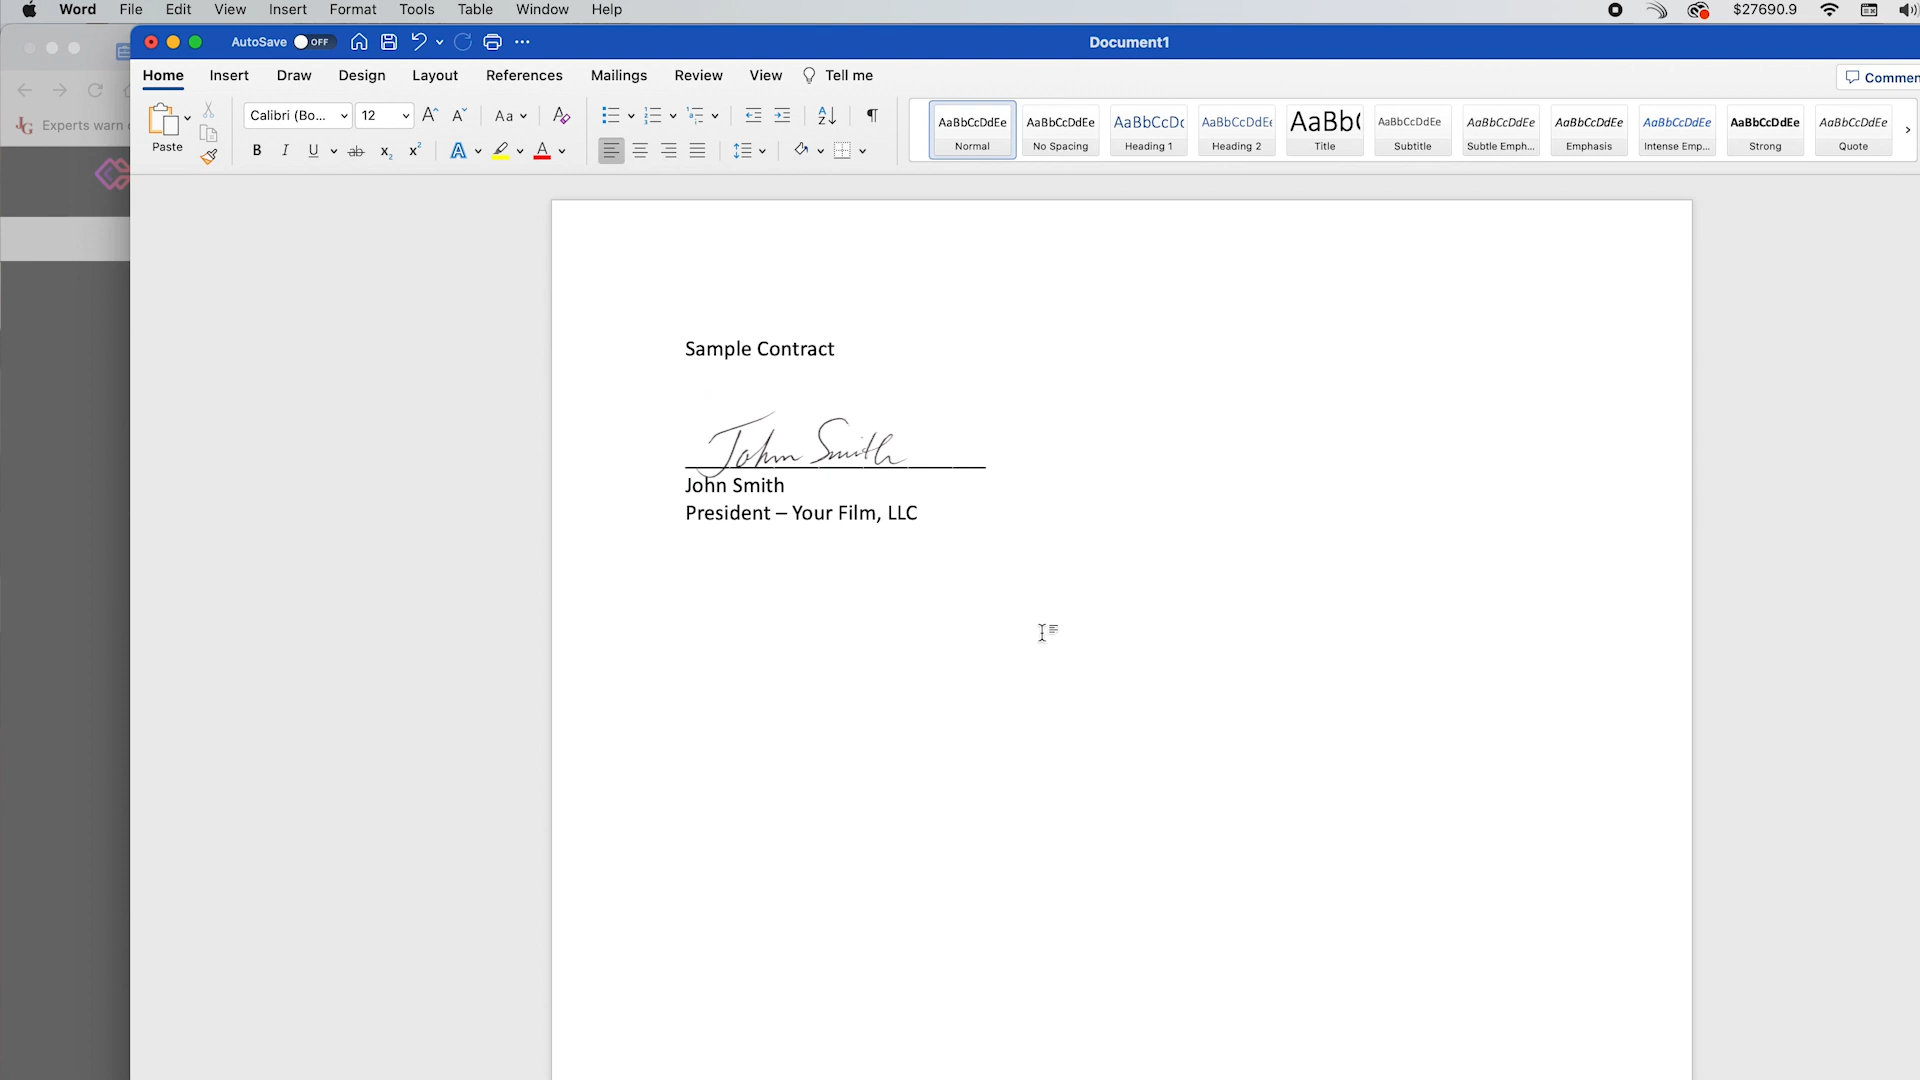 Word File Edit View Insert Format Tools Table Window Help $27690.9
AutoSave OFF Document1
Home Insert Draw Design Layout References Mailings Review View Tell me Commen
Experts warn
Paste
Calibri (Bo... 12 Aa
B I U ab x₂ x² A A
AaBbCcDdEe AaBbCcDdEe AaBbCcDc AaBbCcDdEe AaBb( AaBbCcDdEe AaBbCcDdEe AaBbCcDdEe AaBbCcDdEe AaBbCcDdEe AaBbCcDdEe
Normal No Spacing Heading 1 Heading 2 Title Subtitle Subtle Emph... Emphasis Intense Emp... Strong Quote
Sample Contract
John Smith
John Smith
President – Your Film, LLC